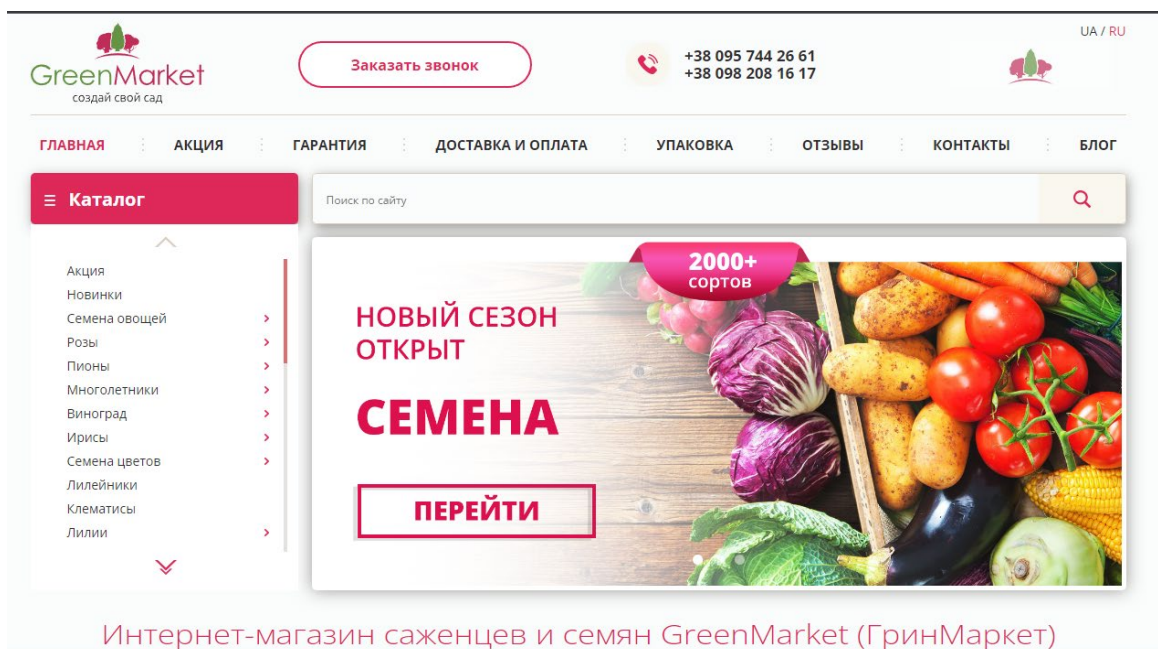 UA / RU
GreenMarket
создай свой сад
Заказать звонок
+38 095 744 26 61
+38 098 208 16 17
ГЛАВНАЯ
АКЦИЯ
ГАРАНТИЯ
ДОСТАВКА И ОПЛАТА
УПАКОВКА
ОТЗЫВЫ
КОНТАКТЫ
БЛОГ
Каталог
Поиск по сайту
Акция
Новинки
Семена овощей
Розы
Пионы
Многолетники
Виноград
Ирисы
Семена цветов
Лилейники
Клематисы
Лилии
2000+
сортов
НОВЫЙ СЕЗОН
ОТКРЫТ
СЕМЕНА
ПЕРЕЙТИ
Интернет-магазин саженцев и семян GreenMarket (ГринМаркет)